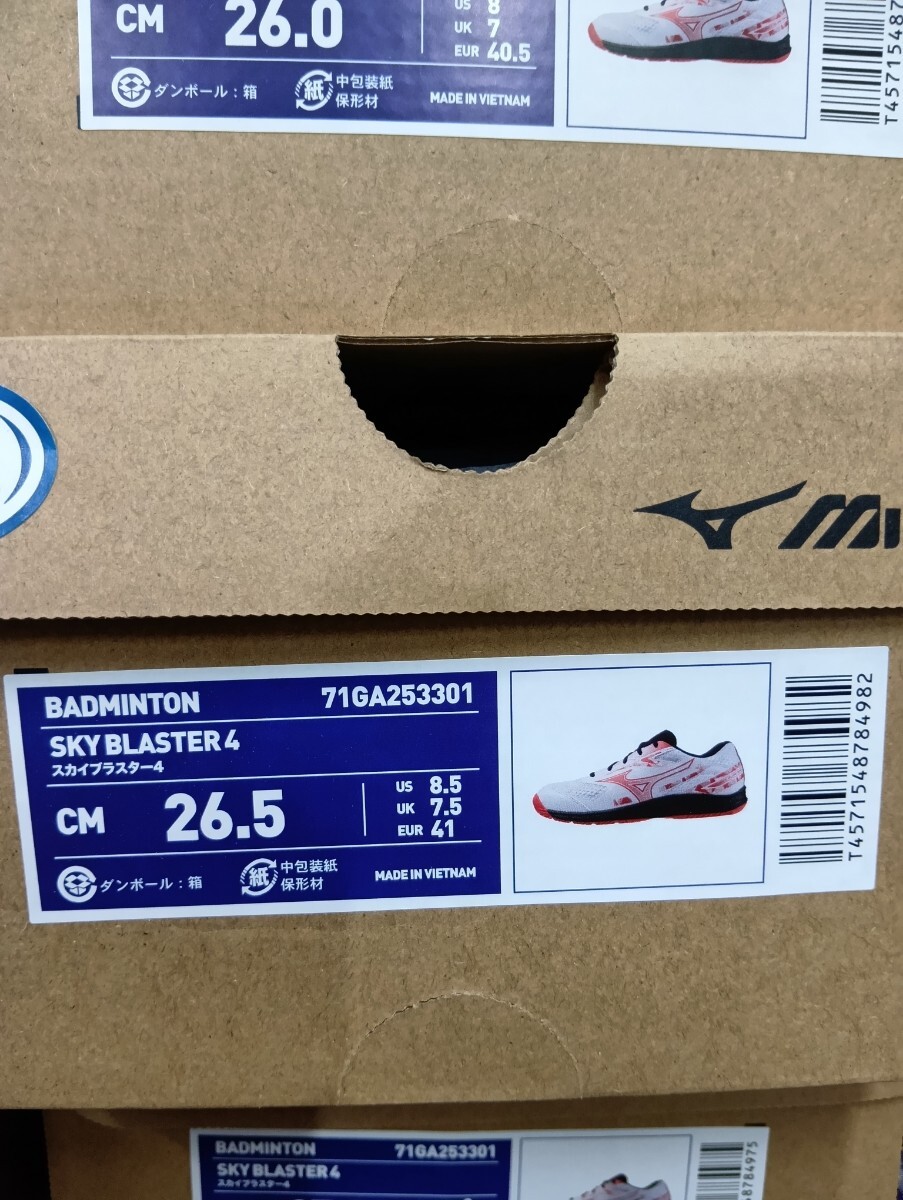 CM 26.0
US 8
UK 7
EUR 40.5
ダンボール：箱
紙 中包装紙
保形材
MADE IN VIETNAM
BADMINTON 71GA253301
SKY BLASTER 4
スカイブラスター4
CM 26.5
US 8.5
UK 7.5
EUR 41
ダンボール：箱
紙 中包装紙
保形材
MADE IN VIETNAM
T4571548784982
BADMINTON 71GA253301
SKY BLASTER 4
スカイブラスター4